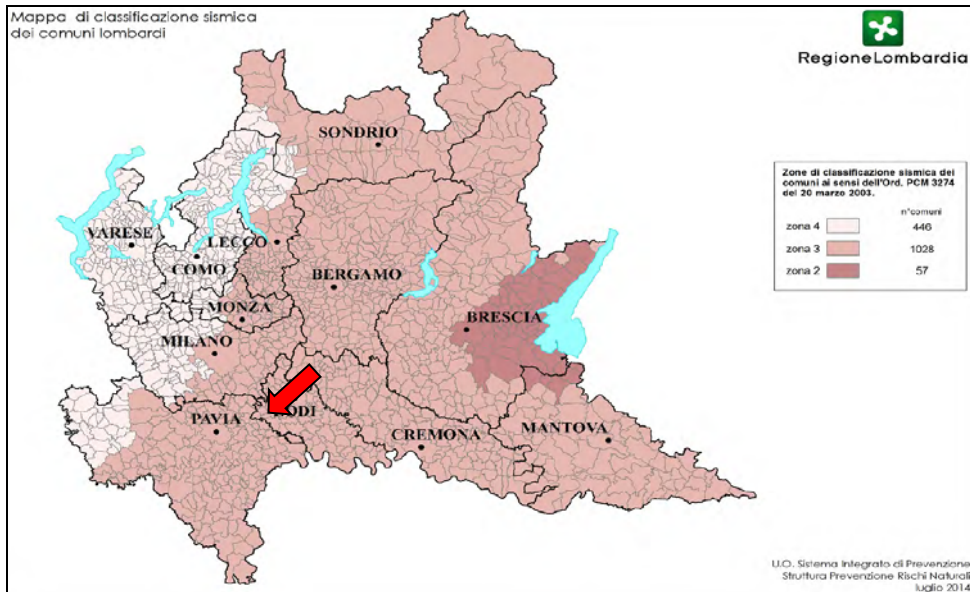 Mappa di classificazione sismica
dei comuni lombardi
RegioneLombardia
SONDRIO
Zone di classificazione sismica dei
comuni ai sensi dell'Ord. PCM 3274
del 20 marzo 2003.
n°comuni
zona 4 446
zona 3 1028
zona 2 57
VARESE
LECCO
COMO
BERGAMO
MONZA
BRESCIA
MILANO
ODI
PAVIA
CREMONA
MANTOVA
U.O. Sistema Integrato di Prevenzione
Struttura Prevenzione Rischi Naturali
luglio 2014